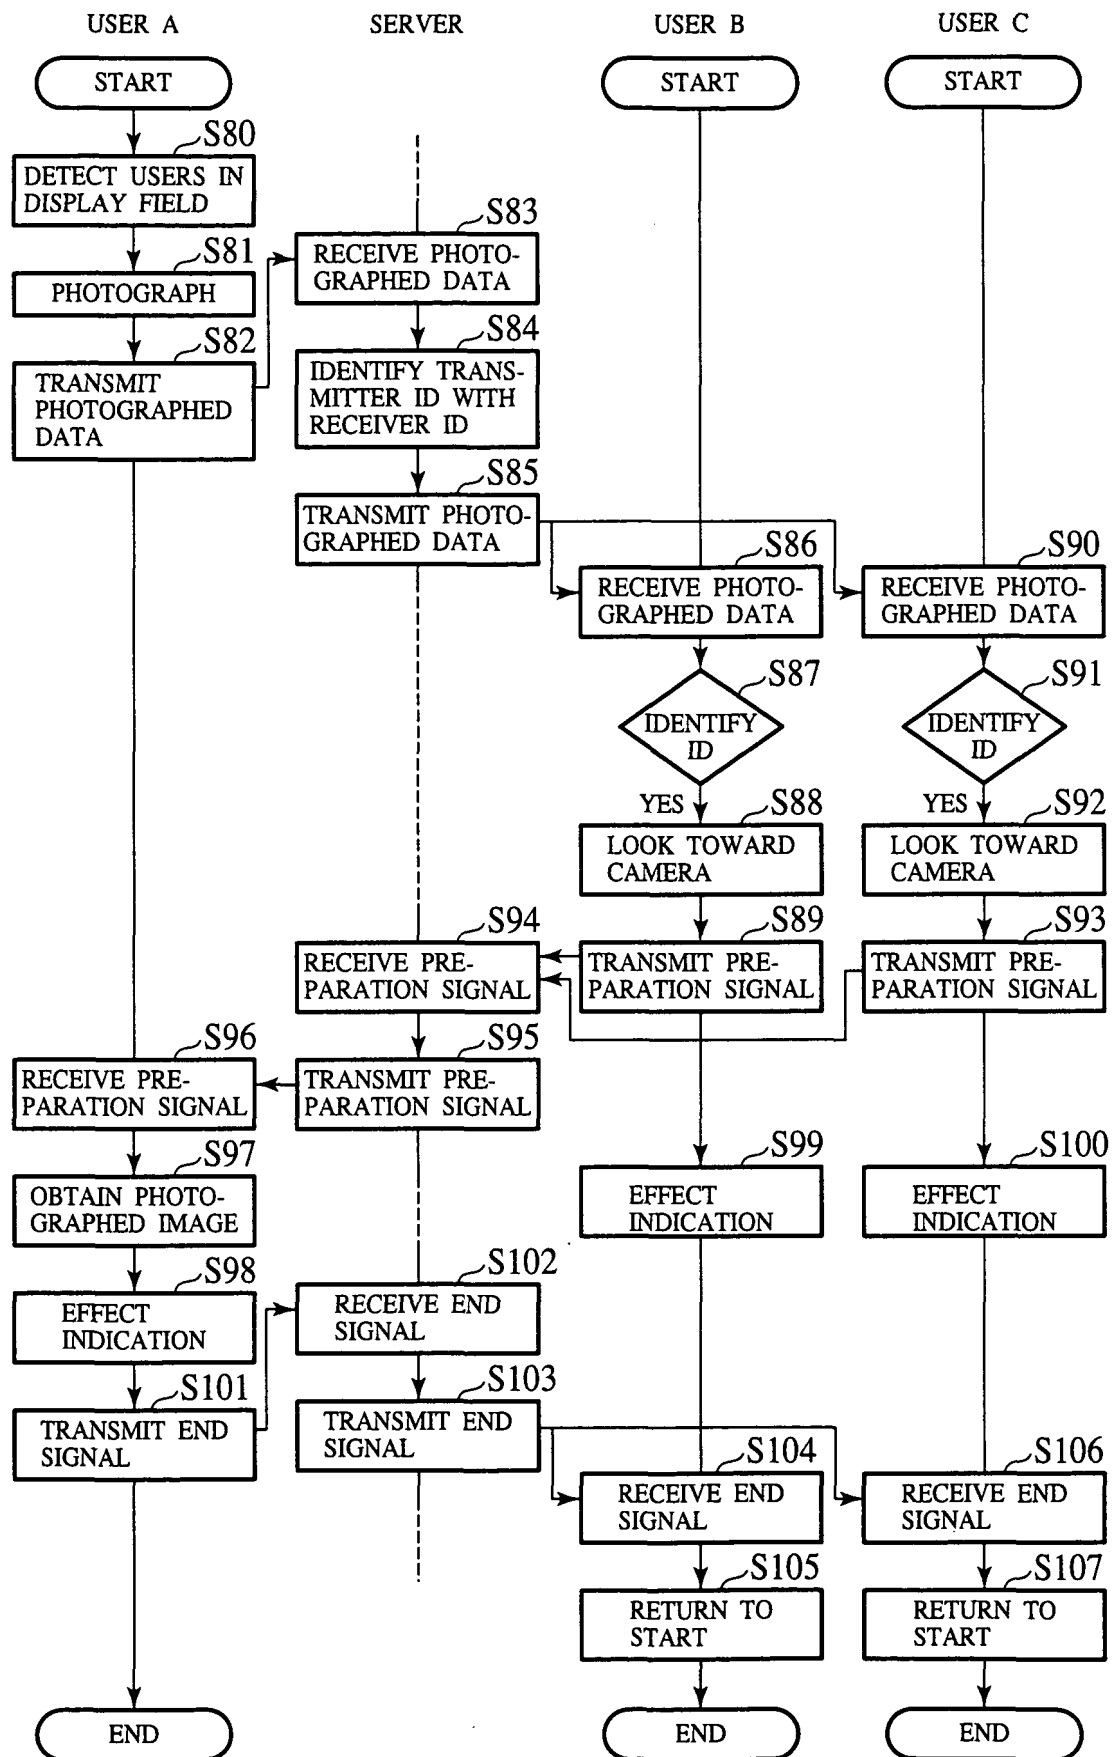 USER A
SERVER
USER B
USER C
START
START
START
S80
DETECT USERS IN
DISPLAY FIELD
S81
PHOTOGRAPH
S82
TRANSMIT
PHOTOGRAPHED
DATA
S83
RECEIVE PHOTO-
GRAPHED DATA
S84
IDENTIFY TRANS-
MITTER ID WITH
RECEIVER ID
S85
TRANSMIT PHOTO-
GRAPHED DATA
S86
RECEIVE PHOTO-
GRAPHED DATA
S90
RECEIVE PHOTO-
GRAPHED DATA
S87
IDENTIFY
ID
S91
IDENTIFY
ID
YES
S88
LOOK TOWARD
CAMERA
YES
S92
LOOK TOWARD
CAMERA
S94
RECEIVE PRE-
PARATION SIGNAL
S89
TRANSMIT PRE-
PARATION SIGNAL
S93
TRANSMIT PRE-
PARATION SIGNAL
S96
RECEIVE PRE-
PARATION SIGNAL
S95
TRANSMIT PRE-
PARATION SIGNAL
S97
OBTAIN PHOTO-
GRAPHED IMAGE
S99
EFFECT
INDICATION
S100
EFFECT
INDICATION
S98
EFFECT
INDICATION
S102
RECEIVE END
SIGNAL
S101
TRANSMIT END
SIGNAL
S103
TRANSMIT END
SIGNAL
S104
RECEIVE END
SIGNAL
S106
RECEIVE END
SIGNAL
S105
RETURN TO
START
S107
RETURN TO
START
END
END
END